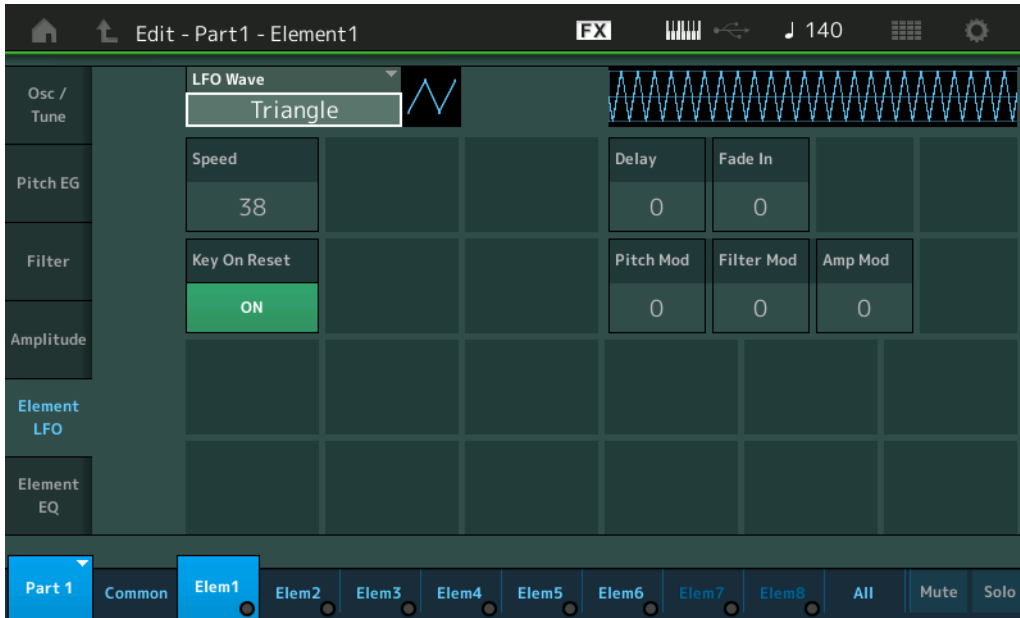 Edit - Part1 - Element1
FX
140
Osc /
Tune
LFO Wave
Triangle
Pitch EG
Speed
38
Delay
0
Fade In
0
Filter
Key On Reset
ON
Pitch Mod
0
Filter Mod
0
Amp Mod
0
Amplitude
Element
LFO
Element
EQ
Part 1
Common
Elem1
Elem2
Elem3
Elem4
Elem5
Elem6
Elem7
Elem8
All
Mute
Solo